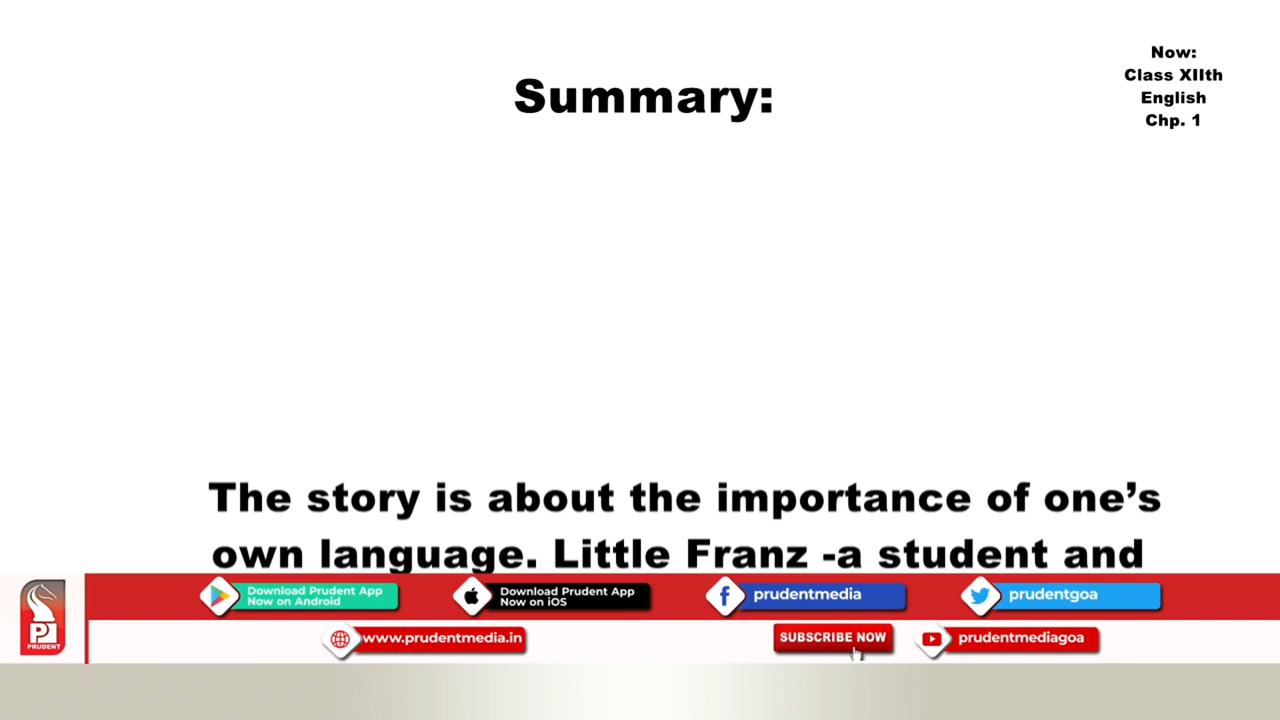 Now:
Class XIIth
English
Chp. 1
Summary:
The story is about the importance of one’s
own language. Little Franz -a student and
Download Prudent App
Now on Android
Download Prudent App
Now on iOS
prudentmedia
prudentgoa
PRUDENT
www.prudentmedia.in
SUBSCRIBE NOW
prudentmediagoa